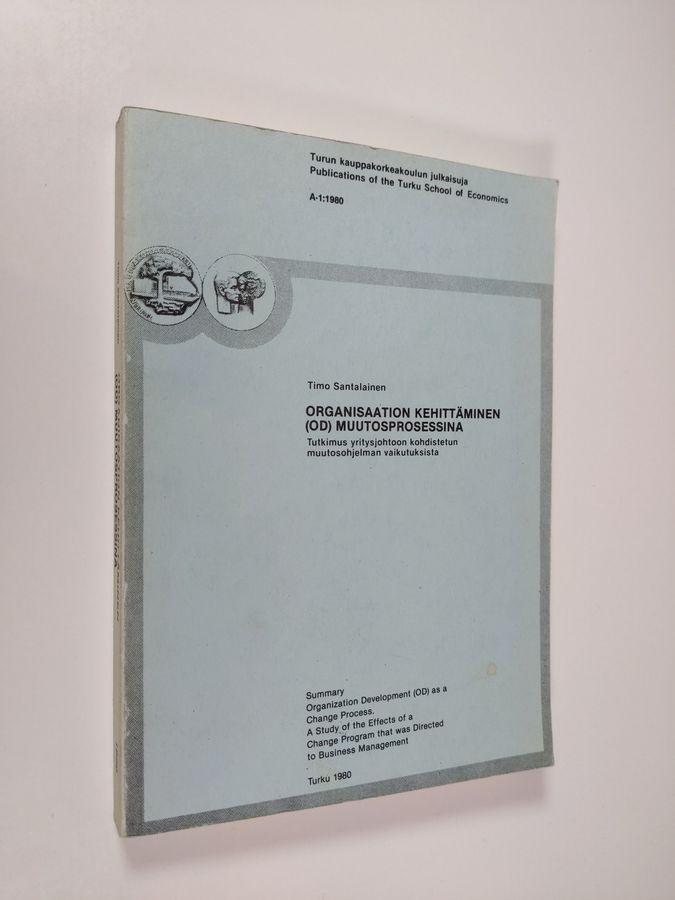 Turun kauppakorkeakoulun julkaisuja
Publications of the Turku School of Economics
A-1:1980
Timo Santalainen
ORGANISAATION KEHITTÄMINEN
(OD) MUUTOSPROSESSINA
Tutkimus yritysjohtoon kohdistetun
muutosohjelman vaikutuksista
Summary
Organization Development (OD) as a
Change Process.
A Study of the Effects of a
Change Program that was Directed
to Business Management
Turku 1980